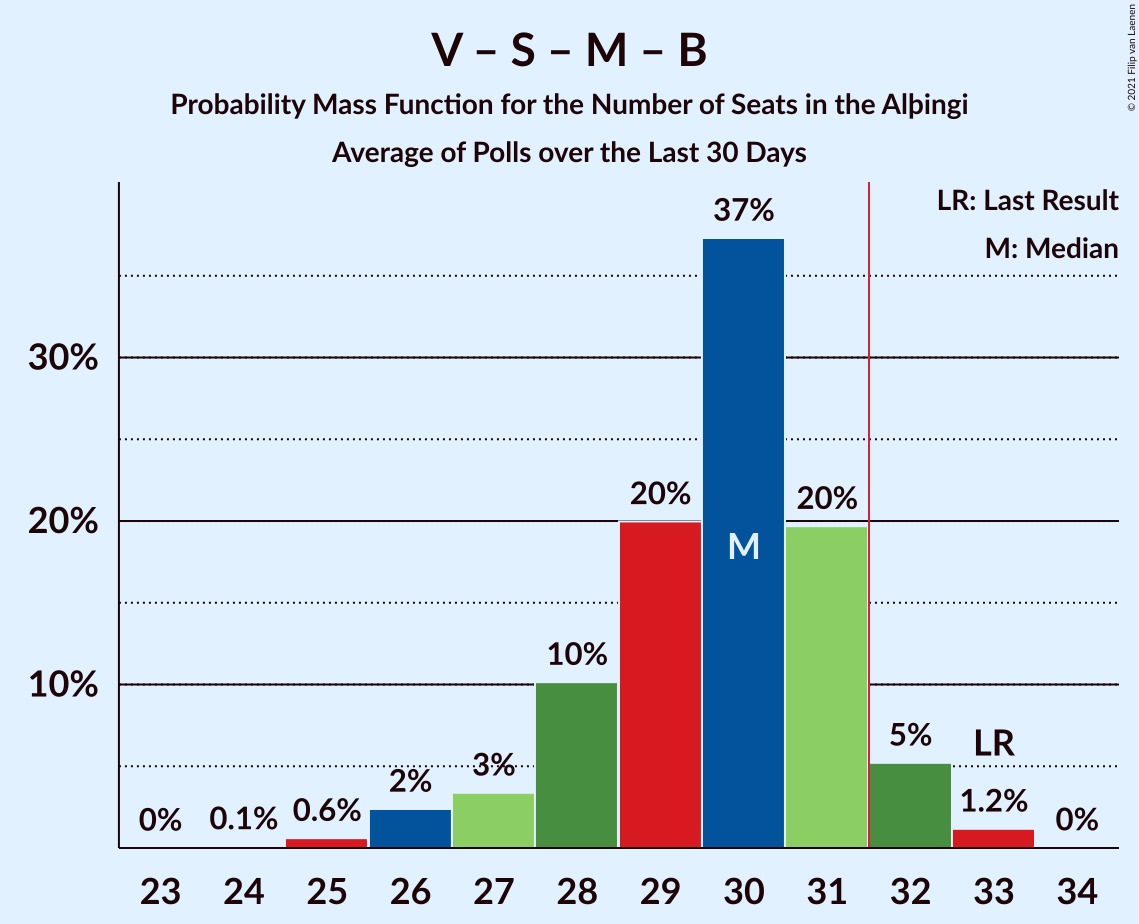 V – S – M – B
Probability Mass Function for the Number of Seats in the Alþingi
Average of Polls over the Last 30 Days
© 2021 Filip van Laenen
LR: Last Result
M: Median
37%
30%
20%
20%
20%
M
10%
10%
5%
LR
3%
2%
1.2%
0.6%
0%
0.1%
0%
23 24 25 26 27 28 29 30 31 32 33 34